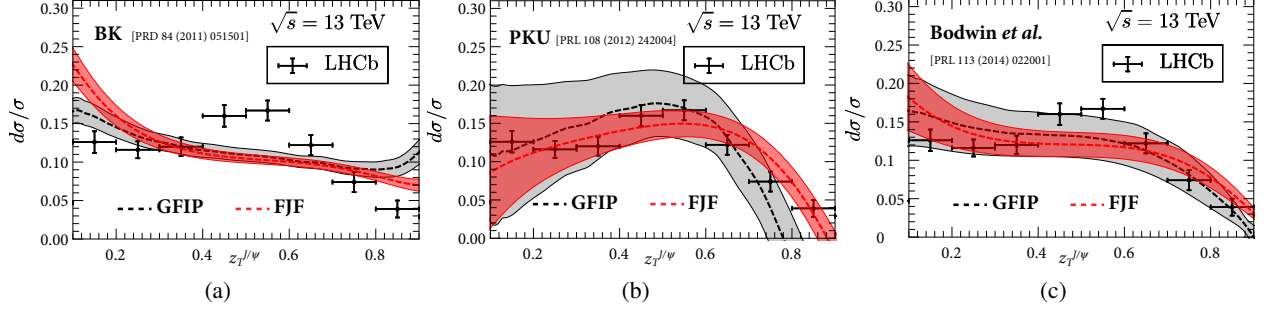 √s = 13 TeV
BK [PRD 84 (2011) 051501]
LHCb
dσ/σ
0.30
0.25
0.20
0.15
0.10
0.05
0.00
GFIP
FJF
0.2
0.4
0.6
0.8
z_T^{J/ψ}
(a)
√s = 13 TeV
PKU [PRL 108 (2012) 242004]
LHCb
dσ/σ
0.30
0.25
0.20
0.15
0.10
0.05
0.00
GFIP
FJF
0.2
0.4
0.6
0.8
z_T^{J/ψ}
(b)
√s = 13 TeV
Bodwin et al.
[PRL 113 (2014) 022001]
LHCb
dσ/σ
0.30
0.25
0.20
0.15
0.10
0.05
0
GFIP
FJF
0.2
0.4
0.6
0.8
z_T^{J/ψ}
(c)